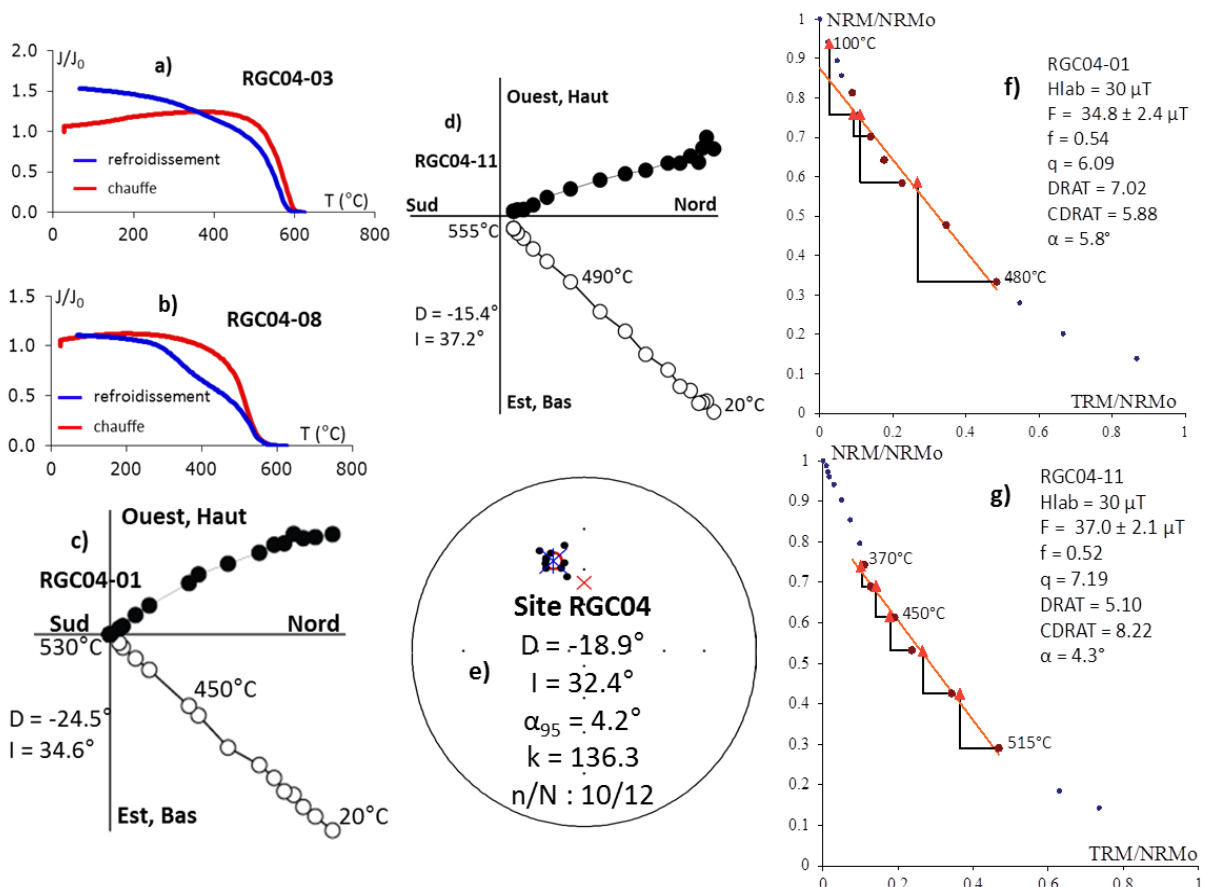 a)
J/J0
RGC04-03
2.0
1.5
1.0
0.5
0.0
refroidissement
chauffe
T (°C)
0
200
400
600
800
b)
J/J0
RGC04-08
1.5
1.0
0.5
0.0
refroidissement
chauffe
T (°C)
0
200
400
600
800
c)
Ouest, Haut
RGC04-01
Sud
Nord
530°C
450°C
D = -24.5°
I = 34.6°
20°C
Est, Bas
d)
Ouest, Haut
RGC04-11
Sud
Nord
555°C
490°C
D = -15.4°
I = 37.2°
20°C
Est, Bas
e)
Site RGC04
D = -18.9°
I = 32.4°
α95 = 4.2°
k = 136.3
n/N : 10/12
f)
NRM/NRMo
100°C
RGC04-01
Hlab = 30 µT
F = 34.8 ± 2.4 µT
f = 0.54
q = 6.09
DRAT = 7.02
CDRAT = 5.88
α = 5.8°
480°C
1
0.9
0.8
0.7
0.6
0.5
0.4
0.3
0.2
0.1
0
TRM/NRMo
0
0.2
0.4
0.6
0.8
1
g)
NRM/NRMo
RGC04-11
Hlab = 30 µT
F = 37.0 ± 2.1 µT
f = 0.52
q = 7.19
DRAT = 5.10
CDRAT = 8.22
α = 4.3°
370°C
450°C
515°C
1
0.9
0.8
0.7
0.6
0.5
0.4
0.3
0.2
0.1
0
TRM/NRMo
0
0.2
0.4
0.6
0.8
1